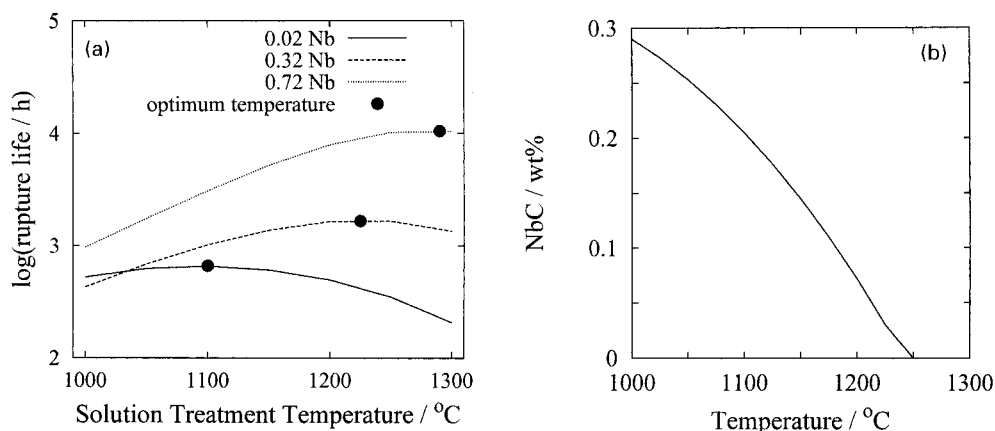 (a)
0.02 Nb
0.32 Nb
0.72 Nb
optimum temperature
log(rupture life / h)
5
4
3
2
1000
1100
1200
1300
Solution Treatment Temperature / °C
(b)
NbC / wt%
0.3
0.2
0.1
0
1000
1100
1200
1300
Temperature / °C